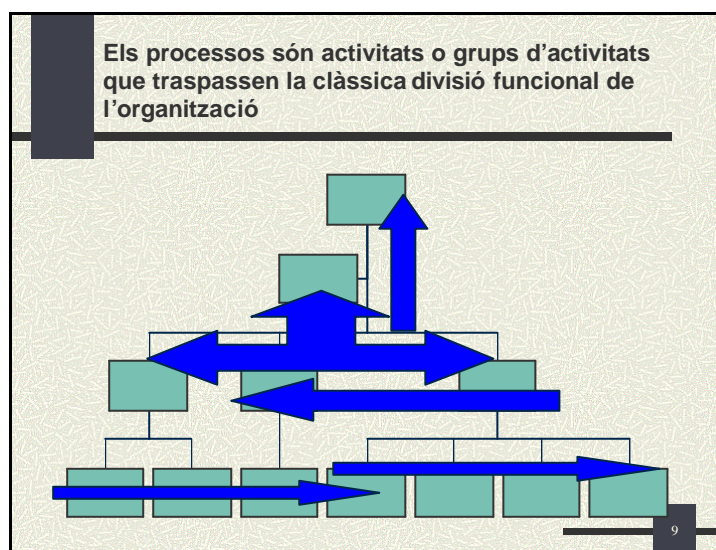 Els processos són activitats o grups d'activitats
que traspassen la clàssica divisió funcional de
l'organització
9